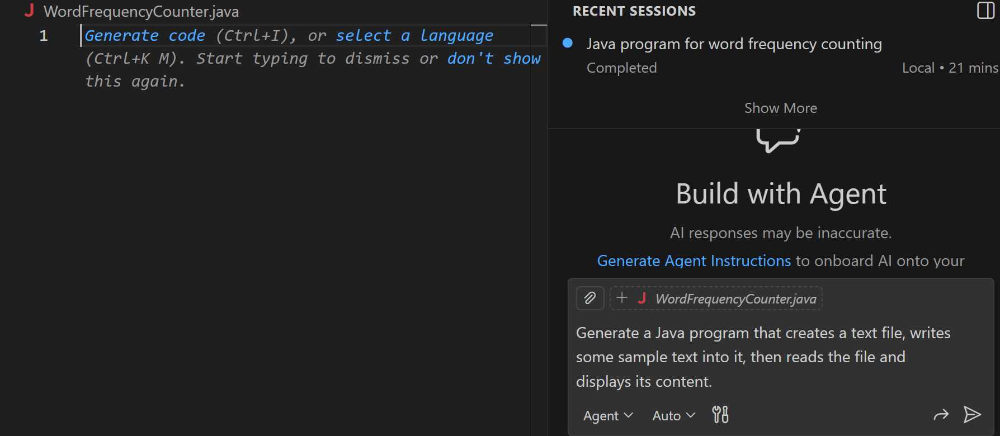 WordFrequencyCounter.java
1 Generate code (Ctrl+I), or select a language
(Ctrl+K M). Start typing to dismiss or don't show
this again.
RECENT SESSIONS
Java program for word frequency counting
Completed Local • 21 mins
Show More
Build with Agent
AI responses may be inaccurate.
Generate Agent Instructions to onboard AI onto your
WordFrequencyCounter.java
Generate a Java program that creates a text file, writes
some sample text into it, then reads the file and
displays its content.
Agent Auto